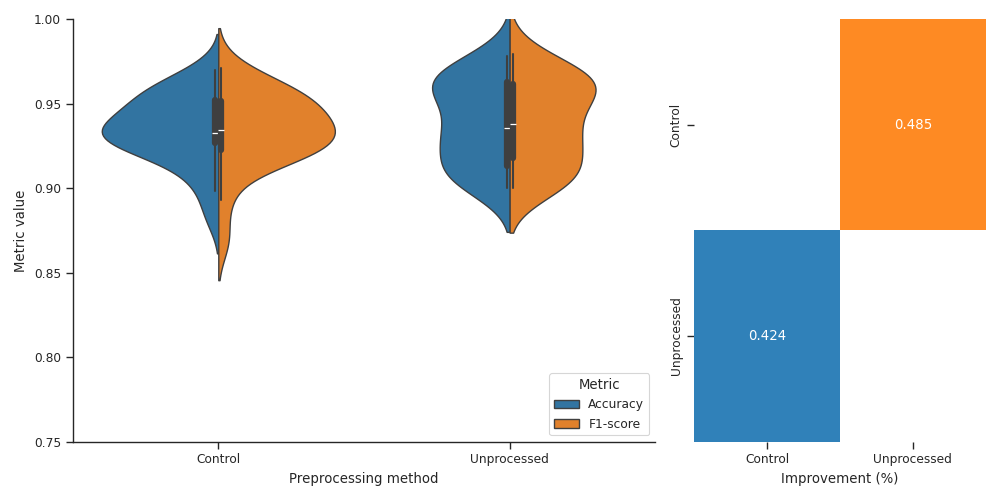 1.00
0.95
0.90
0.85
0.80
0.75
Metric value
Control
Unprocessed
Preprocessing method
Metric
Accuracy
F1-score
Control
Unprocessed
0.485
0.424
Control
Unprocessed
Improvement (%)